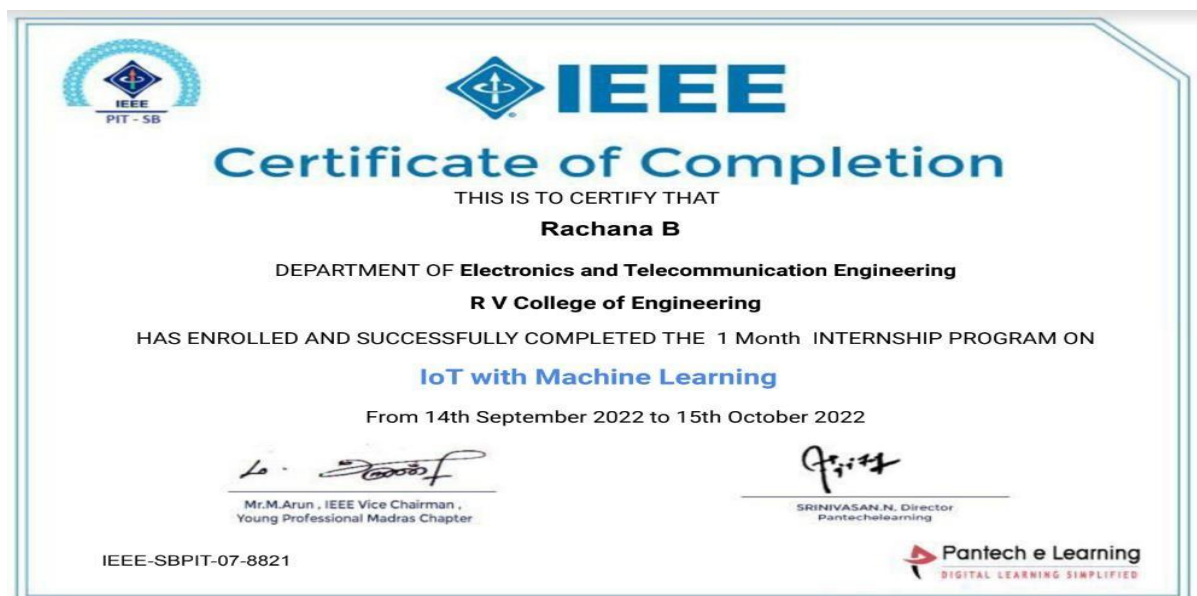 IEEE
PIT - SB
IEEE
Certificate of Completion
THIS IS TO CERTIFY THAT
Rachana B
DEPARTMENT OF Electronics and Telecommunication Engineering
R V College of Engineering
HAS ENROLLED AND SUCCESSFULLY COMPLETED THE 1 Month INTERNSHIP PROGRAM ON
IoT with Machine Learning
From 14th September 2022 to 15th October 2022
Mr.M.Arun , IEEE Vice Chairman ,
Young Professional Madras Chapter
SRINIVASAN.N, Director
Pantechelearning
IEEE-SBPIT-07-8821
Pantech e Learning
DIGITAL LEARNING SIMPLIFIED